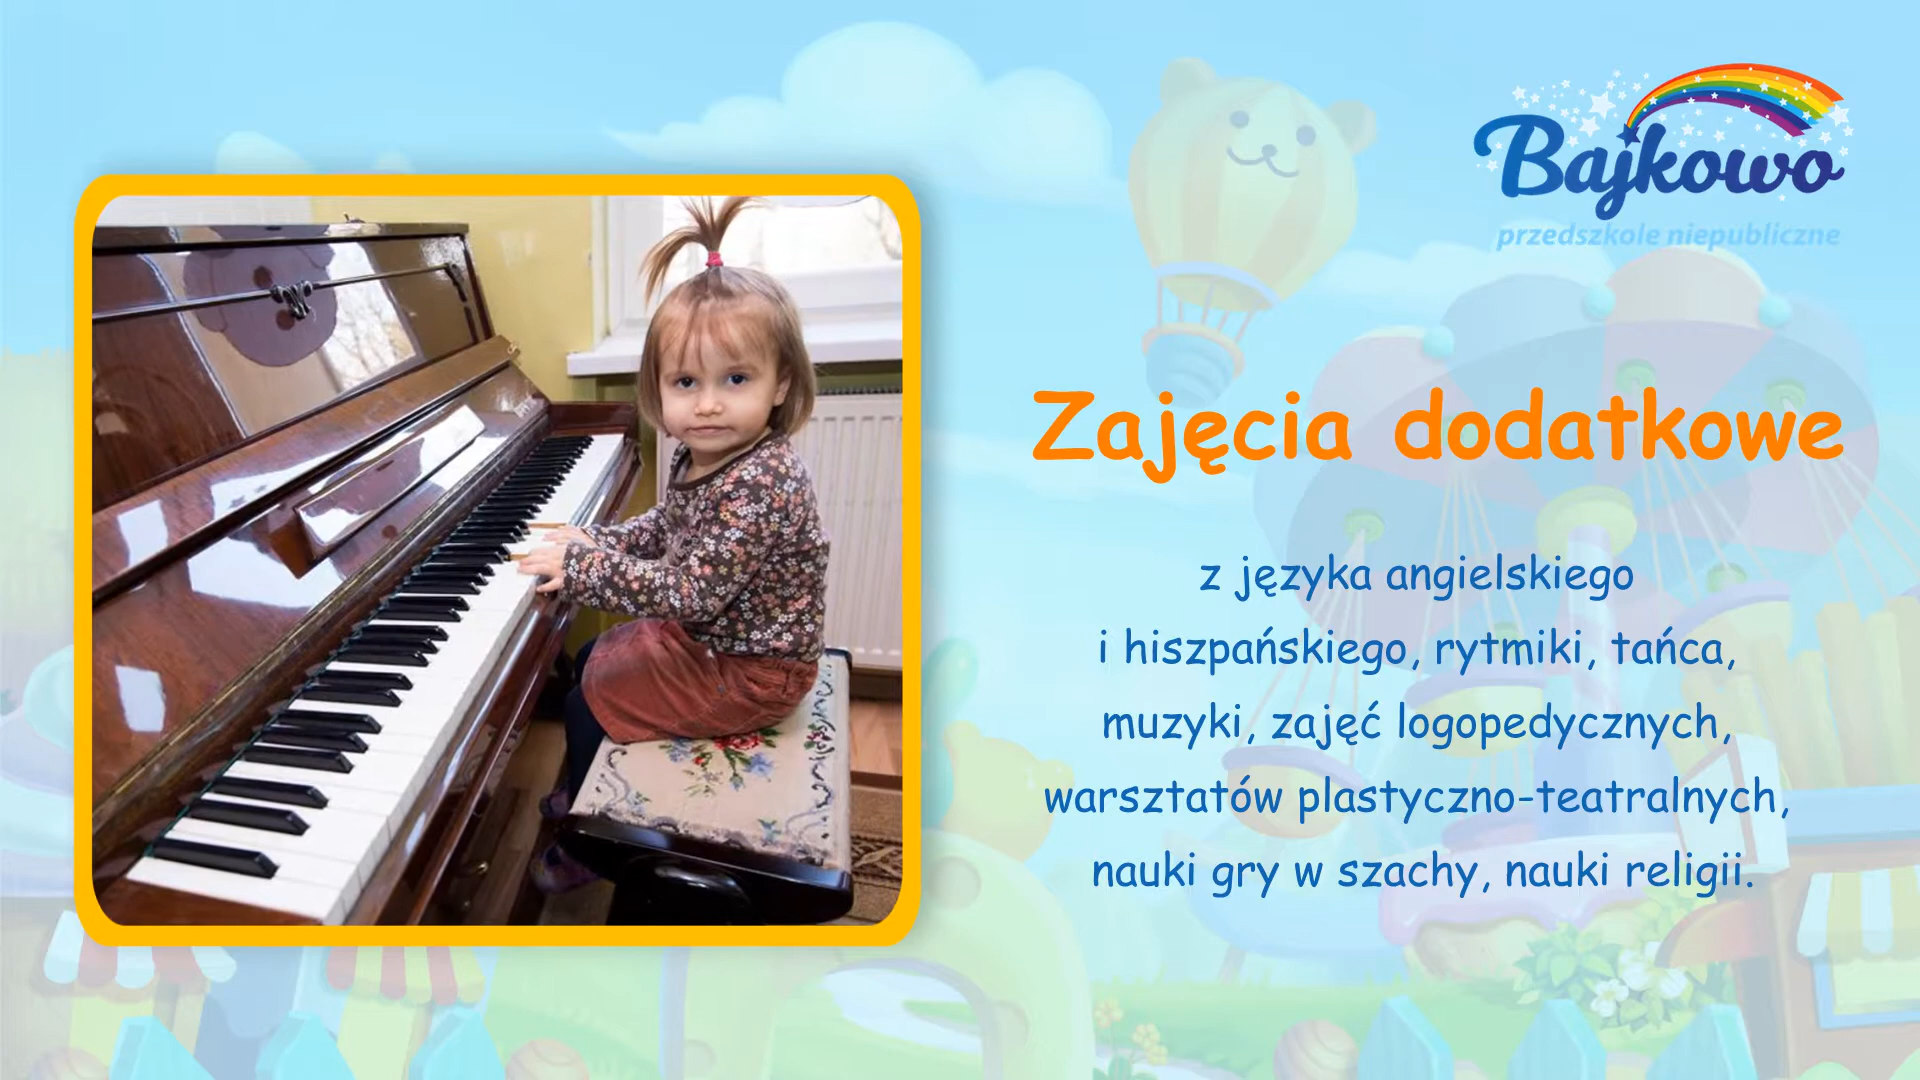 Bajkowo
przedszkole niepubliczne
Zajęcia dodatkowe
z języka angielskiego
i hiszpańskiego, rytmiki, tańca,
muzyki, zajęć logopedycznych,
warsztatów plastyczno-teatralnych,
nauki gry w szachy, nauki religii.